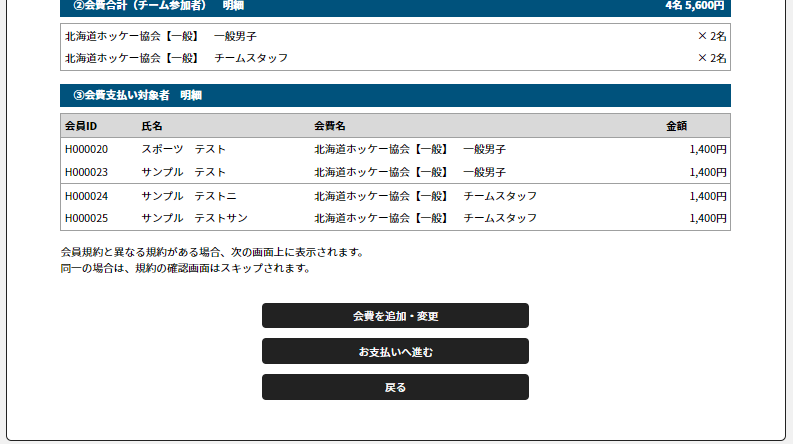 ②会費合計（チーム参加者）　明細　4名 5,600円
北海道ホッケー協会【一般】　一般男子　× 2名
北海道ホッケー協会【一般】　チームスタッフ　× 2名
③会費支払い対象者　明細
会員ID　氏名　会費名　金額
H000020　スポーツ　テスト　北海道ホッケー協会【一般】　一般男子　1,400円
H000023　サンプル　テスト　北海道ホッケー協会【一般】　一般男子　1,400円
H000024　サンプル　テストニ　北海道ホッケー協会【一般】　チームスタッフ　1,400円
H000025　サンプル　テストサン　北海道ホッケー協会【一般】　チームスタッフ　1,400円
会員規約と異なる規約がある場合、次の画面上に表示されます。
同一の場合は、規約の確認画面はスキップされます。
会費を追加・変更
お支払いへ進む
戻る